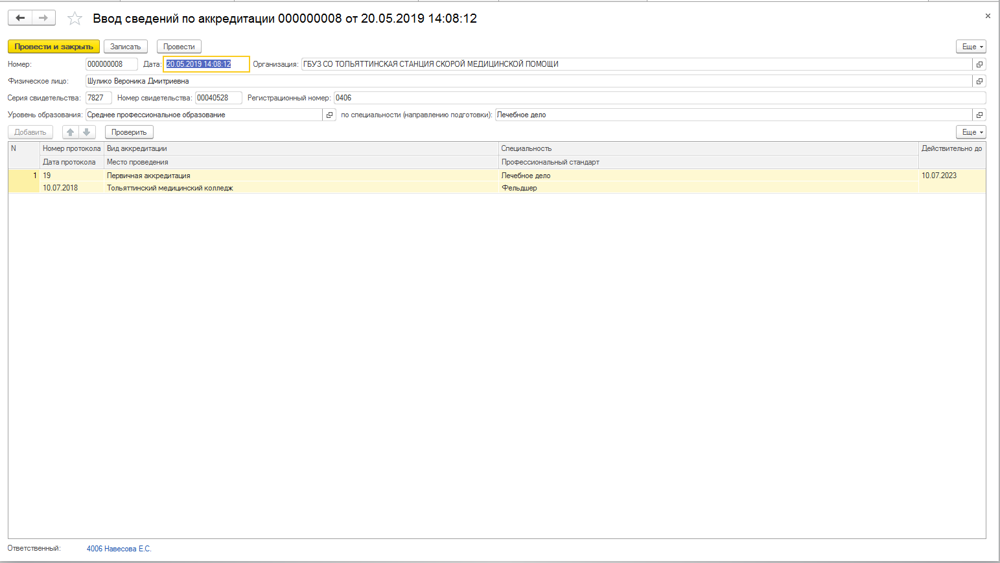 Ввод сведений по аккредитации 000000008 от 20.05.2019 14:08:12
Провести и закрыть Записать Провести Еще
Номер: 000000008 Дата: 20.05.2019 14:08:12 Организация: ГБУЗ СО ТОЛЬЯТТИНСКАЯ СТАНЦИЯ СКОРОЙ МЕДИЦИНСКОЙ ПОМОЩИ
Физическое лицо: Шулико Вероника Дмитриевна
Серия свидетельства: 7827 Номер свидетельства: 00040528 Регистрационный номер: 0406
Уровень образования: Среднее профессиональное образование по специальности (направлению подготовки): Лечебное дело
Добавить Проверить Еще
N Номер протокола Вид аккредитации Специальность Действительно до
Дата протокола Место проведения Профессиональный стандарт
1 19 Первичная аккредитация Лечебное дело 10.07.2023
10.07.2018 Тольяттинский медицинский колледж Фельдшер
Ответственный: 4006 Навесова Е.С.